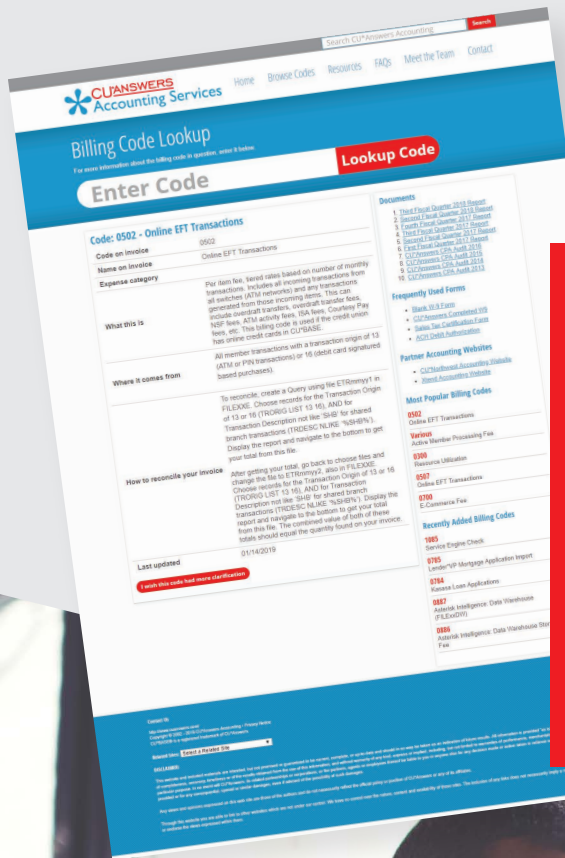 Search CU*Answers Accounting
Search
CU*ANSWERS
Accounting Services
Home
Browse Codes
Resources
FAQs
Meet the Team
Contact
Billing Code Lookup
For more information about the billing code in question, enter it below.
Enter Code
Lookup Code
Code: 0502 - Online EFT Transactions
Code on invoice
0502
Name on invoice
Online EFT Transactions
Expense category
What this is
Per item fee, tiered rates based on number of monthly
transactions. Includes all incoming transactions from
all switches (ATM networks) and any transactions
generated from those incoming items. This can
include overdraft transfers, overdraft transfer fees,
NSF fees, ATM activity fees, ISA fees, Courtesy Pay
fees, etc. This billing code is used if the credit union
has online credit cards in CU*BASE.
Where it comes from
All member transactions with a transaction origin of 13
(ATM or PIN transactions) or 16 (debit card signatured
based purchases).
How to reconcile your invoice
To reconcile, create a Query using file ETRmmyy1 in
FILEXXE. Choose records for the Transaction Origin
of 13 or 16 (TRORIG LIST 13 16), AND for
Transaction Description not like 'SHB' for shared
branch transactions (TRDESC NLIKE '%SHB%').
Display the report and navigate to the bottom to get
your total from this file.
After getting your total, go back to choose files and
change the file to ETRmmyy2, also in FILEXXE.
Choose records for the Transaction Origin of 13 or 16
(TRORIG LIST 13 16), AND for Transaction
Description not like 'SHB' for shared branch
transactions (TRDESC NLIKE '%SHB%'). Display the
report and navigate to the bottom to get your total
from this file. The combined value of both of these
totals should equal the quantity found on your invoice.
Last updated
01/14/2019
I wish this code had more clarification
Documents
1. Third Fiscal Quarter 2018 Report
2. Second Fiscal Quarter 2018 Report
3. Fourth Fiscal Quarter 2017 Report
4. Third Fiscal Quarter 2017 Report
5. Second Fiscal Quarter 2017 Report
6. First Fiscal Quarter 2017 Report
7. CU*Answers CPA Audit 2016
8. CU*Answers CPA Audit
9. CU*Answers CPA Audit
10. CU*Answers CPA Audit 2013
Frequently Used Forms
Blank W-9 Form
CU*Answers Completed W9
Sales Tax Certification Form
ACH Debit Authorization
Partner Accounting Websites
CU*Northwest Accounting Website
Xtend Accounting Website
Most Popular Billing Codes
0502
Online EFT Transactions
Various
Active Member Processing Fee
0300
Resource Utilization
0507
Online EFT Transactions
0700
E-Commerce Fee
Recently Added Billing Codes
1085
Service Engine Check
0785
Lender*VP Mortgage Application Import
0784
Kasasa Loan Applications
0887
Asterisk Intelligence: Data Warehouse
(FILExxDW)
0886
Asterisk Intelligence: Data Warehouse
Fee
Contact Us
Select a Related Site
DISCLAIMER: